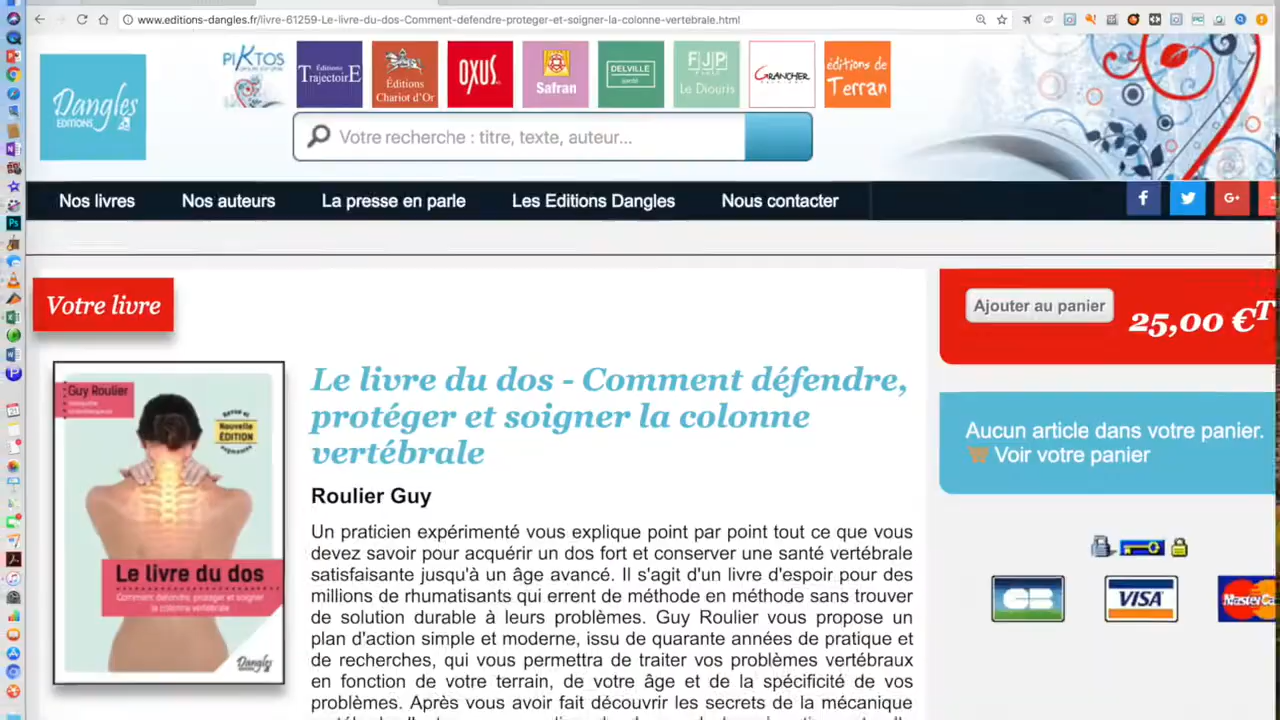 www.editions-dangles.fr/livre-61259-Le-livre-du-dos-Comment-defendre-proteger-et-soigner-la-colonne-vertebrale.html
Dangles
EDITIONS
PIKTOS
Éditions
TrajectoirE
Éditions
Chariot d'Or
OXUS
Safran
DELVILLE
santé
FJP
Le Diouris
GRANCHER
éditions de
Terran
Votre recherche : titre, texte, auteur...
Nos livres
Nos auteurs
La presse en parle
Les Editions Dangles
Nous contacter
f
G+
Votre livre
Ajouter au panier
25,00 €T
Guy Roulier
Revue et
Nouvelle
ÉDITION
augmentée
Le livre du dos
Comment défendre, protéger et soigner
la colonne vertébrale
Dangles
Le livre du dos - Comment défendre,
protéger et soigner la colonne
vertébrale
Roulier Guy
Un praticien expérimenté vous explique point par point tout ce que vous
devez savoir pour acquérir un dos fort et conserver une santé vertébrale
satisfaisante jusqu'à un âge avancé. Il s'agit d'un livre d'espoir pour des
millions de rhumatisants qui errent de méthode en méthode sans trouver
de solution durable à leurs problèmes. Guy Roulier vous propose un
plan d'action simple et moderne, issu de quarante années de pratique et
de recherches, qui vous permettra de traiter vos problèmes vertébraux
en fonction de votre terrain, de votre âge et de la spécificité de vos
problèmes. Après vous avoir fait découvrir les secrets de la mécanique
Aucun article dans votre panier.
Voir votre panier
CB
VISA
MasterCa